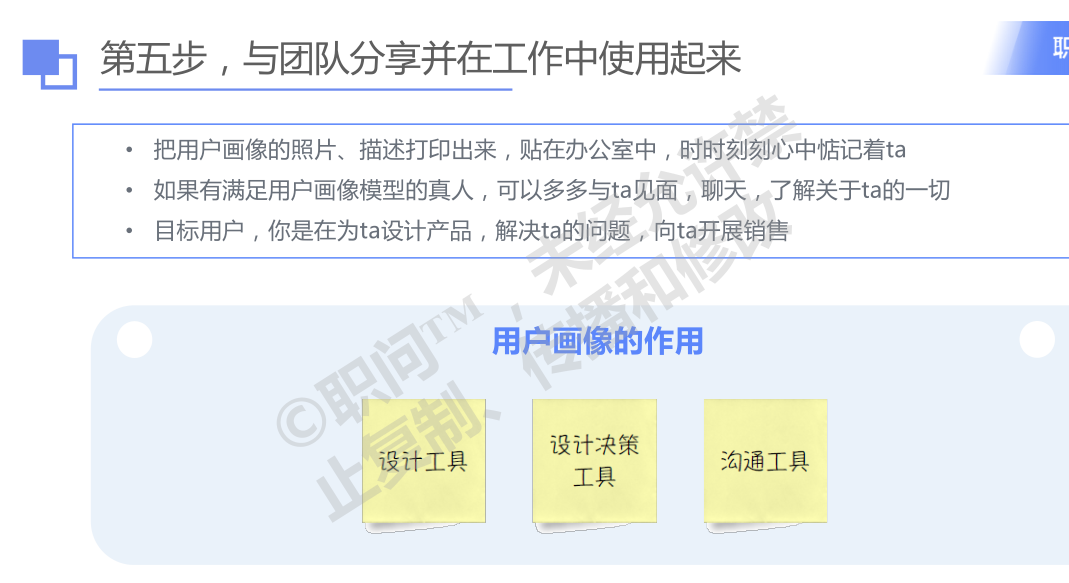 第五步，与团队分享并在工作中使用起来
职
• 把用户画像的照片、描述打印出来，贴在办公室中，时时刻刻心中惦记着ta
• 如果有满足用户画像模型的真人，可以多多与ta见面，聊天，了解关于ta的一切
• 目标用户，你是在为ta设计产品，解决ta的问题，向ta开展销售
用户画像的作用
设计工具
设计决策
工具
沟通工具
©职问™，未经允许禁
止复制、传播和修改